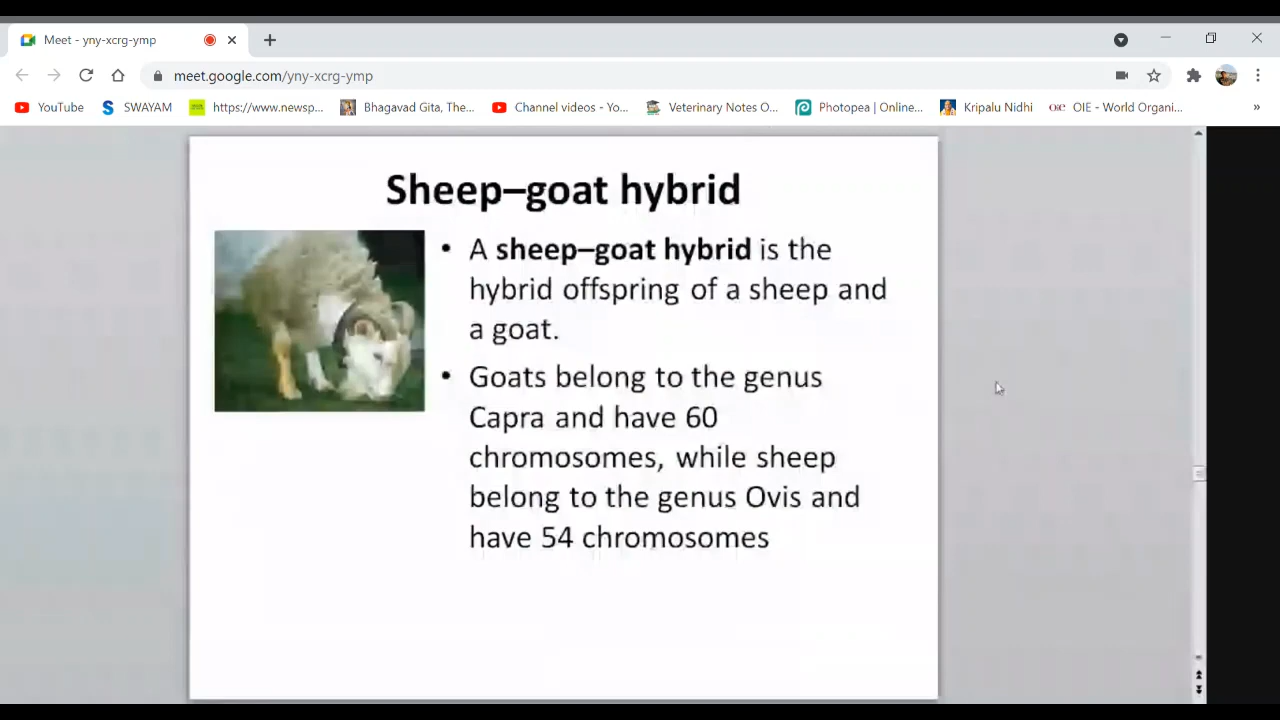 Meet - yny-xcrg-ymp
meet.google.com/yny-xcrg-ymp
YouTube SWAYAM https://www.newsp... Bhagavad Gita, The... Channel videos - Yo... Veterinary Notes O... Photopea | Online... Kripalu Nidhi OIE - World Organi... »
Sheep–goat hybrid
• A sheep–goat hybrid is the
hybrid offspring of a sheep and
a goat.
• Goats belong to the genus
Capra and have 60
chromosomes, while sheep
belong to the genus Ovis and
have 54 chromosomes